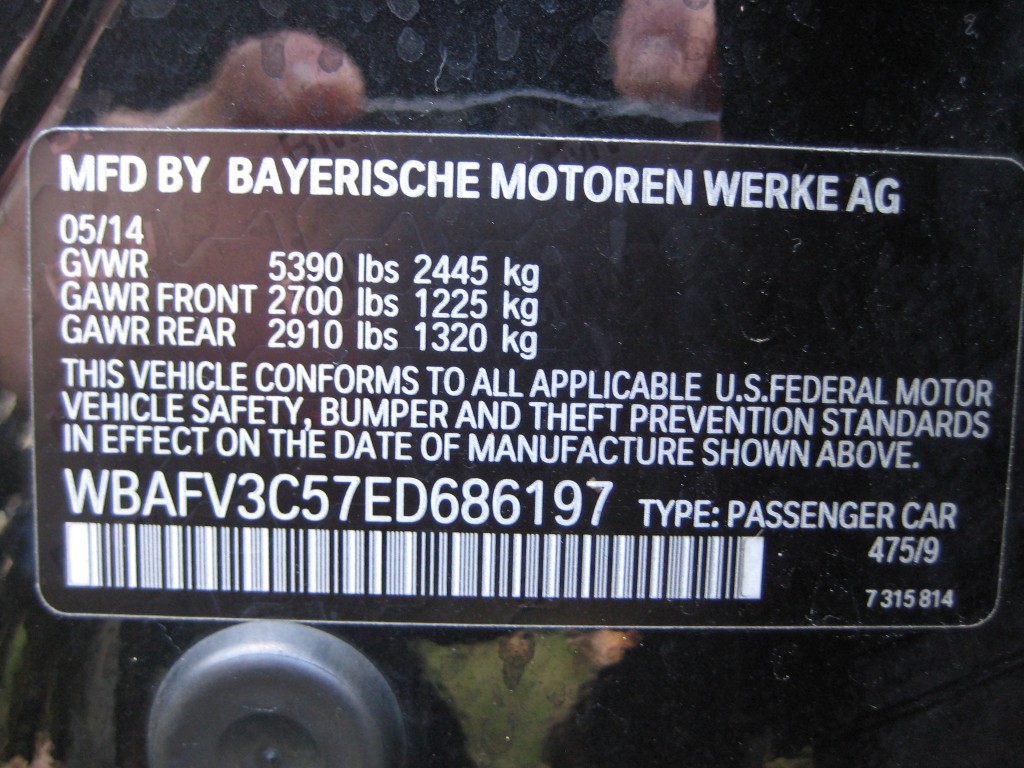 MFD BY BAYERISCHE MOTOREN WERKE AG
05/14
GVWR 5390 lbs 2445 kg
GAWR FRONT 2700 lbs 1225 kg
GAWR REAR 2910 lbs 1320 kg
THIS VEHICLE CONFORMS TO ALL APPLICABLE U.S.FEDERAL MOTOR
VEHICLE SAFETY, BUMPER AND THEFT PREVENTION STANDARDS
IN EFFECT ON THE DATE OF MANUFACTURE SHOWN ABOVE.
WBAFV3C57ED686197 TYPE: PASSENGER CAR
475/9
7 315 814